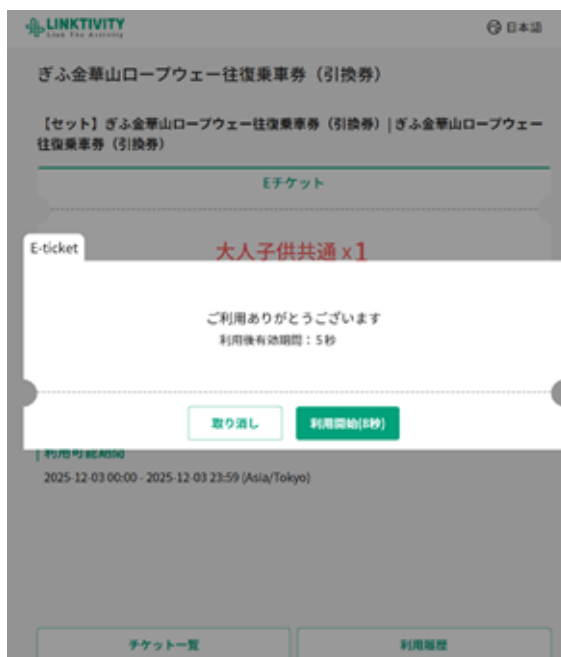 LINKTIVITY
Link The Activity
日本語
ぎふ金華山ロープウェー往復乗車券（引換券）
【セット】ぎふ金華山ロープウェー往復乗車券（引換券）| ぎふ金華山ロープウェー
往復乗車券（引換券）
Eチケット
E-ticket
大人子供共通 x1
ご利用ありがとうございます
利用後有効期間：5秒
取り消し
利用開始(8秒)
利用可能期間
2025-12-03 00:00 - 2025-12-03 23:59 (Asia/Tokyo)
チケット一覧
利用履歴